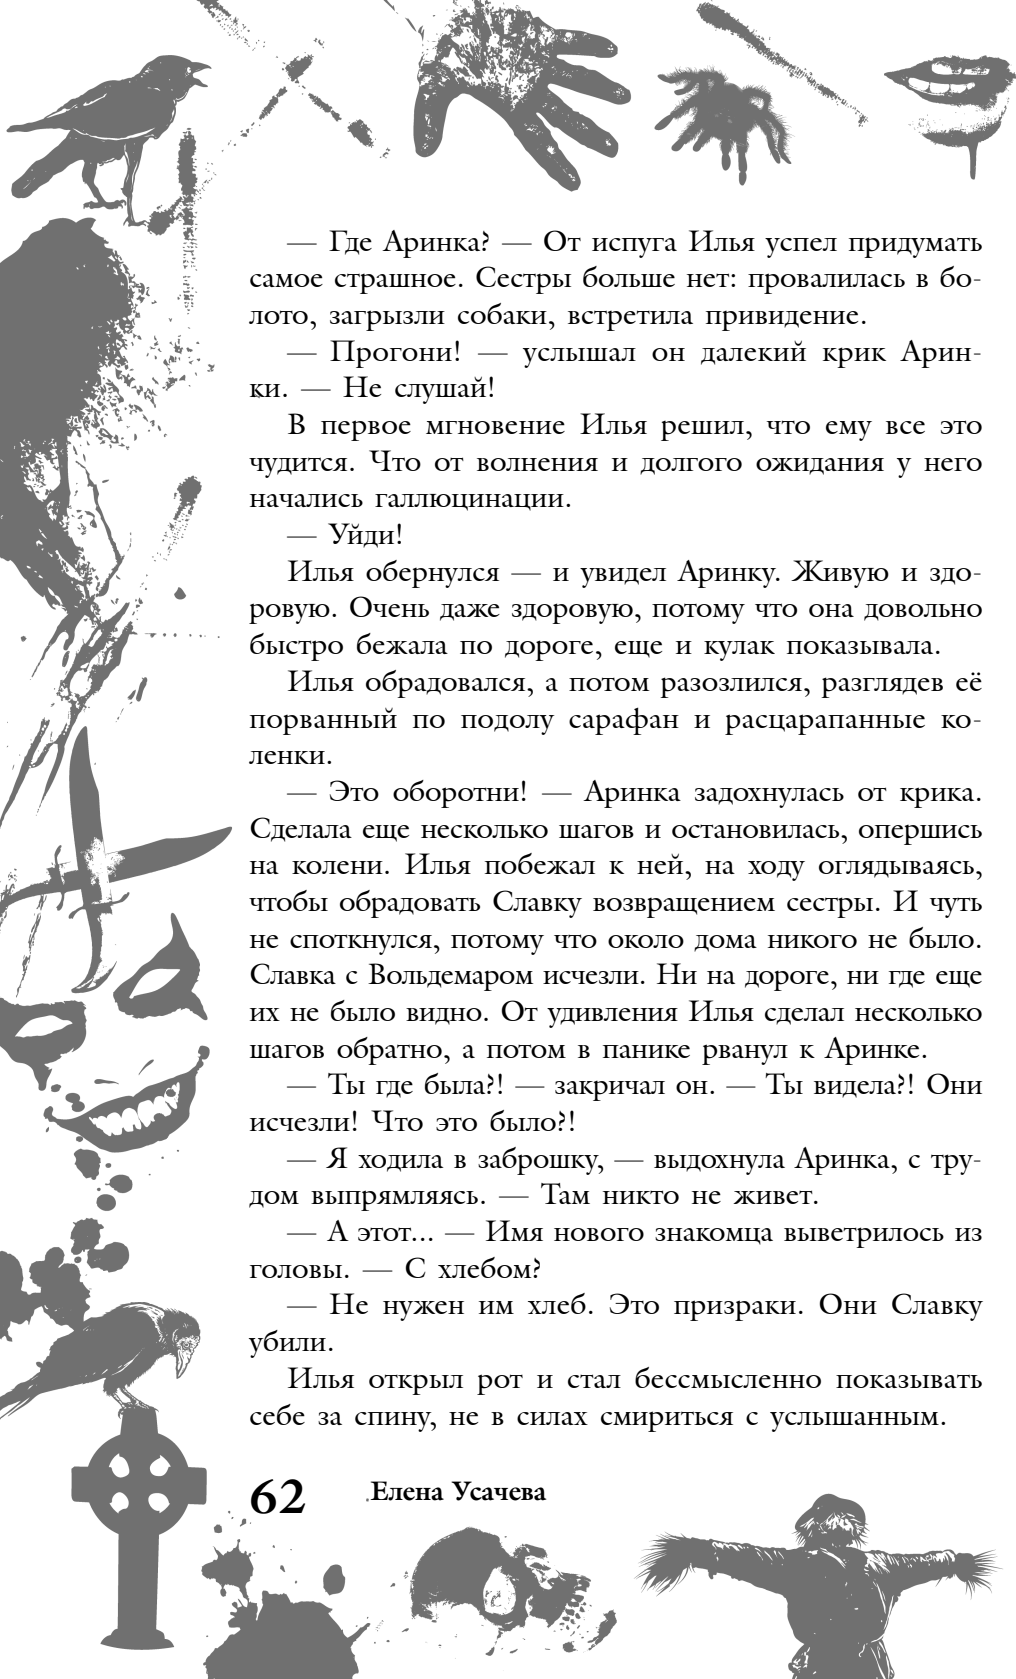 — Где Аринка? — От испуга Илья успел придумать
самое страшное. Сестры больше нет: провалилась в бо-
лото, загрызли собаки, встретила привидение.
— Прогони! — услышал он далекий крик Арин-
ки. — Не слушай!
В первое мгновение Илья решил, что ему все это
чудится. Что от волнения и долгого ожидания у него
начались галлюцинации.
— Уйди!
Илья обернулся — и увидел Аринку. Живую и здо-
ровую. Очень даже здоровую, потому что она довольно
быстро бежала по дороге, еще и кулак показывала.
Илья обрадовался, а потом разозлился, разглядев её
порванный по подолу сарафан и расцарапанные ко-
ленки.
— Это оборотни! — Аринка задохнулась от крика.
Сделала еще несколько шагов и остановилась, опершись
на колени. Илья побежал к ней, на ходу оглядываясь,
чтобы обрадовать Славку возвращением сестры. И чуть
не споткнулся, потому что около дома никого не было.
Славка с Вольдемаром исчезли. Ни на дороге, ни где еще
их не было видно. От удивления Илья сделал несколько
шагов обратно, а потом в панике рванул к Аринке.
— Ты где была?! — закричал он. — Ты видела?! Они
исчезли! Что это было?!
— Я ходила в заброшку, — выдохнула Аринка, с тру-
дом выпрямляясь. — Там никто не живет.
— А этот... — Имя нового знакомца выветрилось из
головы. — С хлебом?
— Не нужен им хлеб. Это призраки. Они Славку
убили.
Илья открыл рот и стал бессмысленно показывать
себе за спину, не в силах смириться с услышанным.
62 Елена Усачева